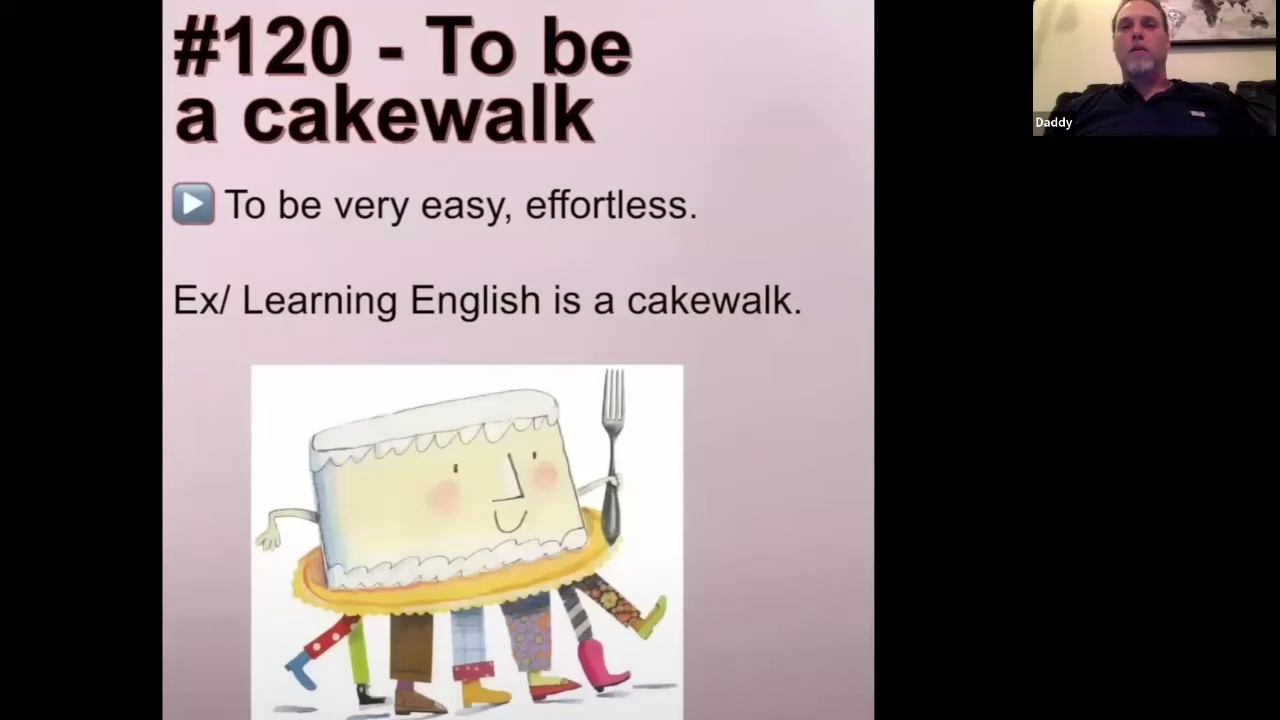 #120 - To be
a cakewalk
To be very easy, effortless.
Ex/ Learning English is a cakewalk.
Daddy